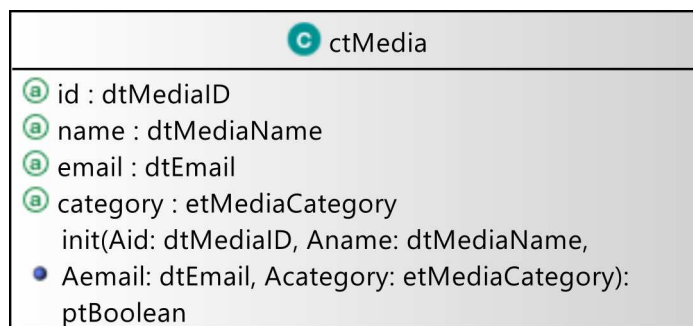 C ctMedia
a id : dtMediaID
a name : dtMediaName
a email : dtEmail
a category : etMediaCategory
init(Aid: dtMediaID, Aname: dtMediaName,
Aemail: dtEmail, Acategory: etMediaCategory):
ptBoolean